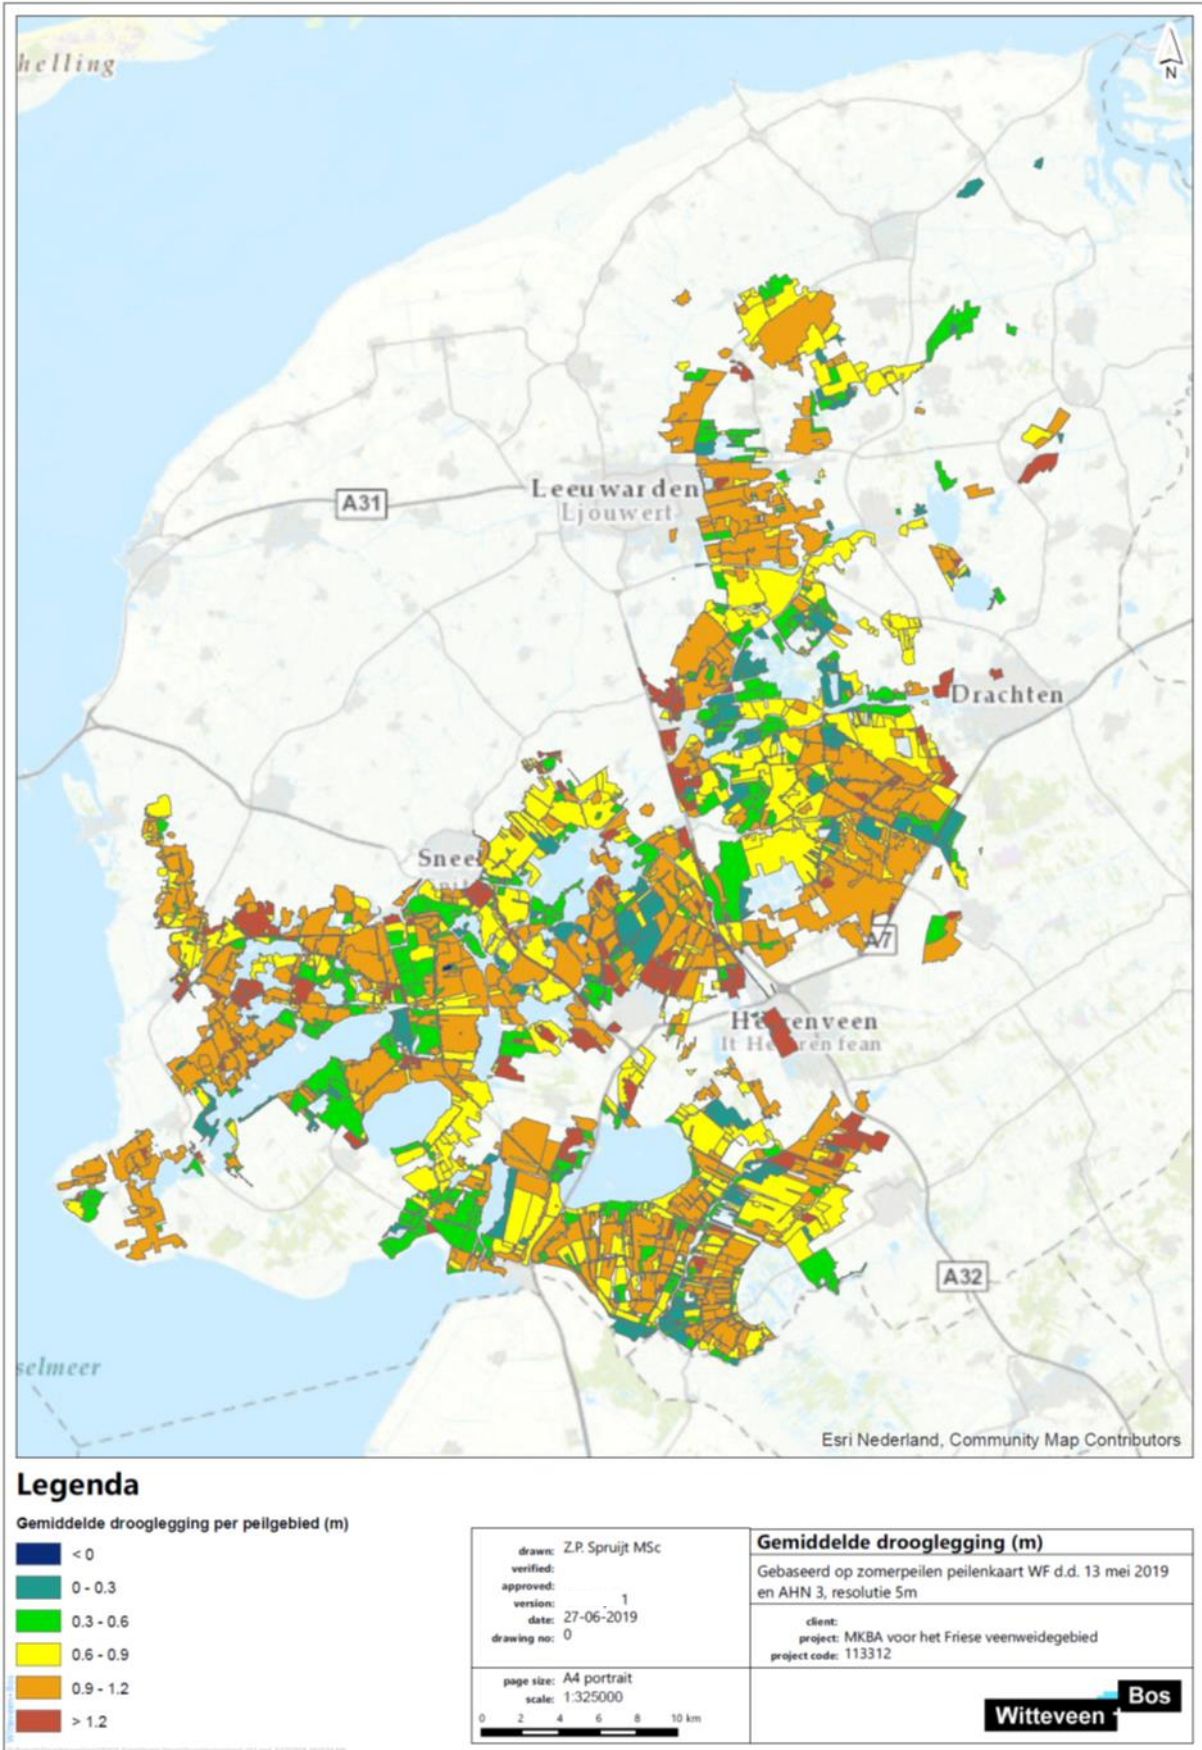 helling
N
A31
Leeuwarden
Ljouwert
Drachten
Sneek
A7
Heerenveen
It Hearrenfean
A32
selmeer
Esri Nederland, Community Map Contributors
Legenda
Gemiddelde drooglegging per peilgebied (m)
< 0
0 - 0.3
0.3 - 0.6
0.6 - 0.9
0.9 - 1.2
> 1.2
Witteveen+Bos
drawn: Z.P. Spruijt MSc
verified:
approved:
version: 1
date: 27-06-2019
drawing no: 0
page size: A4 portrait
scale: 1:325000
0 2 4 6 8 10 km
Gemiddelde drooglegging (m)
Gebaseerd op zomerpeilen peilenkaart WF d.d. 13 mei 2019
en AHN 3, resolutie 5m
client:
project: MKBA voor het Friese veenweidegebied
project code: 113312
Witteveen + Bos